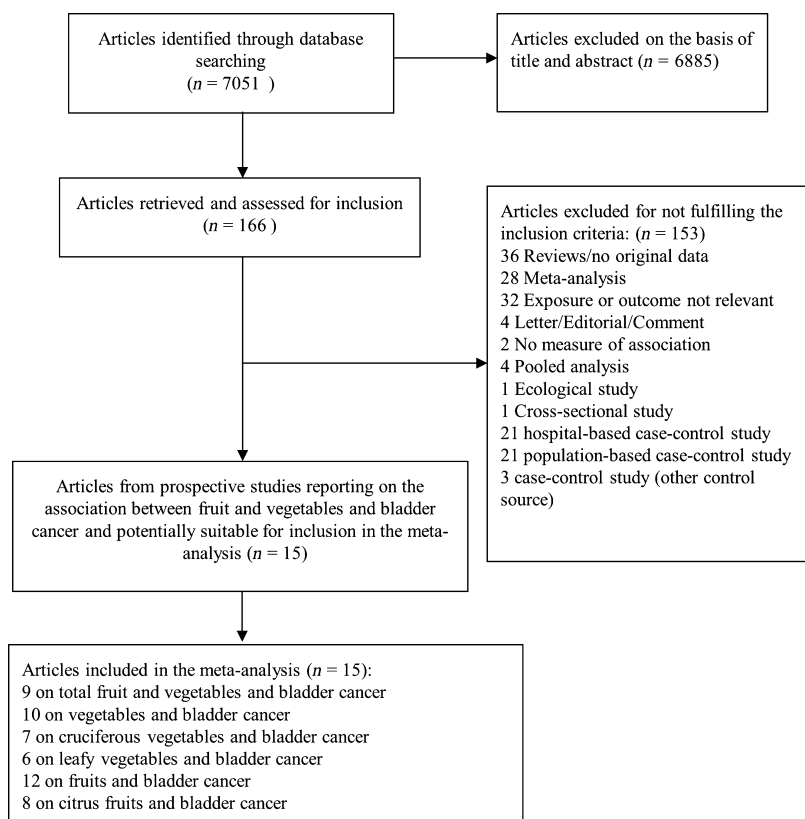 Articles identified through database
searching
(n = 7051 )
Articles excluded on the basis of
title and abstract (n = 6885)
Articles retrieved and assessed for inclusion
(n = 166 )
Articles excluded for not fulfilling the
inclusion criteria: (n = 153)
36 Reviews/no original data
28 Meta-analysis
32 Exposure or outcome not relevant
4 Letter/Editorial/Comment
2 No measure of association
4 Pooled analysis
1 Ecological study
1 Cross-sectional study
21 hospital-based case-control study
21 population-based case-control study
3 case-control study (other control
source)
Articles from prospective studies reporting on the
association between fruit and vegetables and bladder
cancer and potentially suitable for inclusion in the meta-
analysis (n = 15)
Articles included in the meta-analysis (n = 15):
9 on total fruit and vegetables and bladder cancer
10 on vegetables and bladder cancer
7 on cruciferous vegetables and bladder cancer
6 on leafy vegetables and bladder cancer
12 on fruits and bladder cancer
8 on citrus fruits and bladder cancer